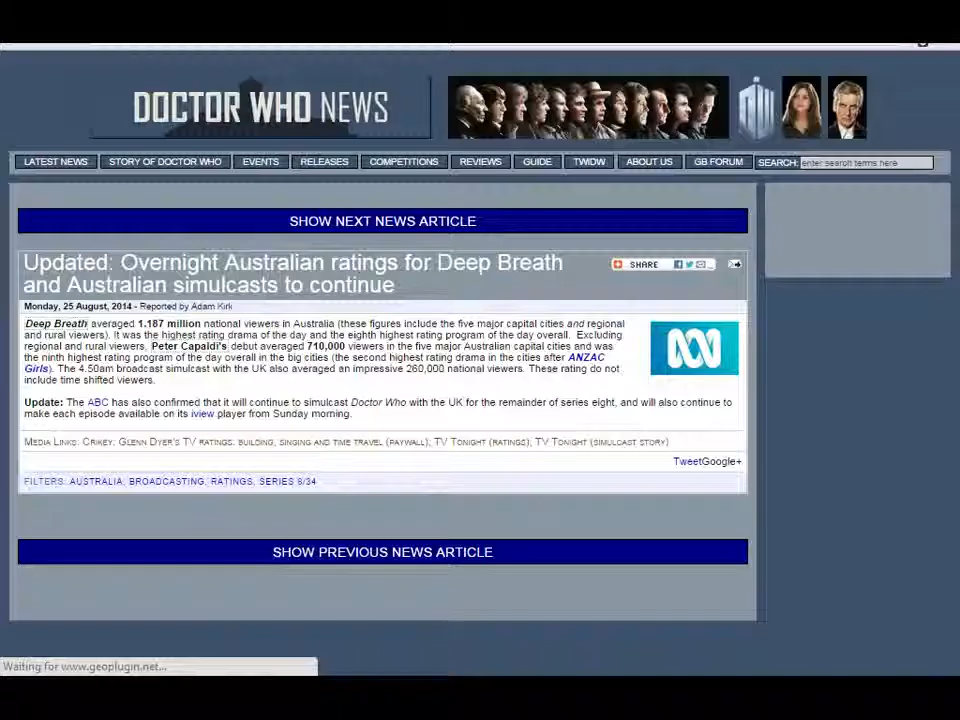 DOCTOR WHO NEWS
LATEST NEWS STORY OF DOCTOR WHO EVENTS RELEASES COMPETITIONS REVIEWS GUIDE TWIDW ABOUT US GB FORUM SEARCH: enter search terms here
SHOW NEXT NEWS ARTICLE
Updated: Overnight Australian ratings for Deep Breath
and Australian simulcasts to continue
SHARE
Monday, 25 August, 2014 - Reported by Adam Kirk
Deep Breath averaged 1.187 million national viewers in Australia (these figures include the five major capital cities and regional
and rural viewers). It was the highest rating drama of the day and the eighth highest rating program of the day overall. Excluding
regional and rural viewers, Peter Capaldi's debut averaged 710,000 viewers in the five major Australian capital cities and was
the ninth highest rating program of the day overall in the big cities (the second highest rating drama in the cities after ANZAC
Girls). The 4.50am broadcast simulcast with the UK also averaged an impressive 260,000 national viewers. These rating do not
include time shifted viewers.
Update: The ABC has also confirmed that it will continue to simulcast Doctor Who with the UK for the remainder of series eight, and will also continue to
make each episode available on its iview player from Sunday morning.
Media Links: Crikey: Glenn Dyer's TV ratings: building, singing and time travel (paywall); TV Tonight (ratings); TV Tonight (simulcast story)
TweetGoogle+
FILTERS: AUSTRALIA, BROADCASTING, RATINGS, SERIES 8/34
SHOW PREVIOUS NEWS ARTICLE
Waiting for www.geoplugin.net...